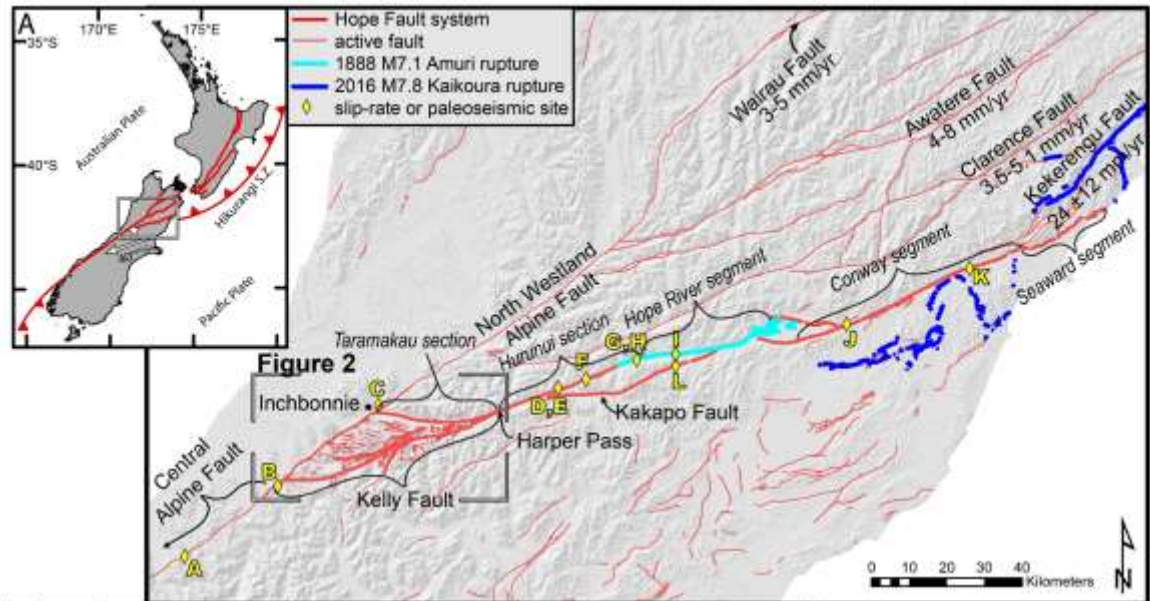 A
170°E
175°E
35°S
40°S
Australian Plate
Hikurangi S.Z.
Pacific Plate
Hope Fault system
active fault
1888 M7.1 Amuri rupture
2016 M7.8 Kaikoura rupture
slip-rate or paleoseismic site
Wairau Fault
3-5 mm/yr
Awatere Fault
4-8 mm/yr
Clarence Fault
3.5-5.1 mm/yr
Kekerengu Fault
24 ±12 mm/yr
North Westland
Alpine Fault
Conway segment
Seaward segment
Hope River segment
Hurunui section
Taramakau section
Figure 2
Inchbonnie
C
G,H
I
F
L
D,E
J
K
Kakapo Fault
Harper Pass
Kelly Fault
B
Central
Alpine Fault
A
0 10 20 30 40
Kilometers
N